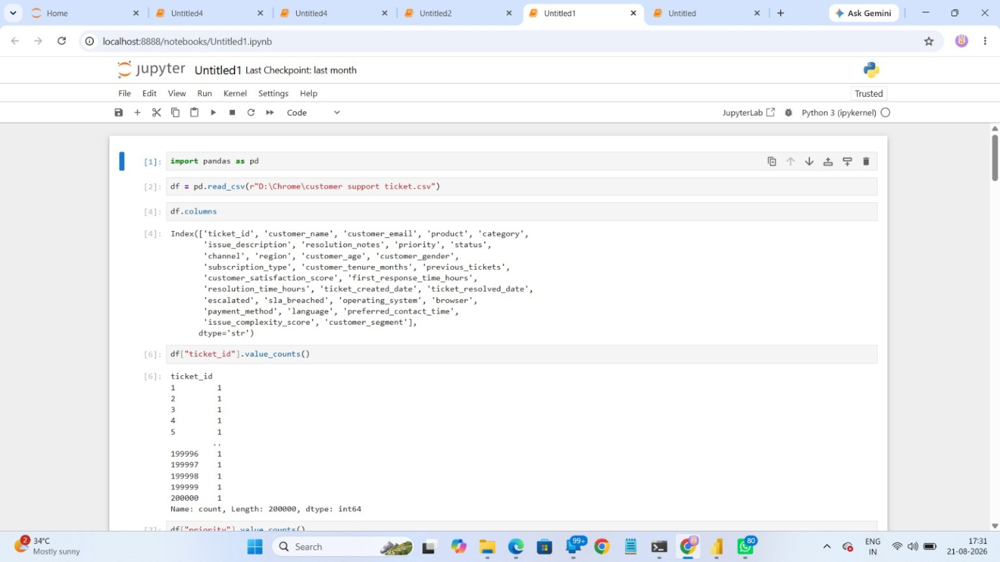 Home
Untitled4
Untitled4
Untitled2
Untitled1
Untitled
Ask Gemini
localhost:8888/notebooks/Untitled1.ipynb
jupyter Untitled1 Last Checkpoint: last month
File Edit View Run Kernel Settings Help
Trusted
Code
JupyterLab
Python 3 (ipykernel)
[1]: import pandas as pd
[2]: df = pd.read_csv(r"D:\Chrome\customer support ticket.csv")
[4]: df.columns
[4]: Index(['ticket_id', 'customer_name', 'customer_email', 'product', 'category',
'issue_description', 'resolution_notes', 'priority', 'status',
'channel', 'region', 'customer_age', 'customer_gender',
'subscription_type', 'customer_tenure_months', 'previous_tickets',
'customer_satisfaction_score', 'first_response_time_hours',
'resolution_time_hours', 'ticket_created_date', 'ticket_resolved_date',
'escalated', 'sla_breached', 'operating_system', 'browser',
'payment_method', 'language', 'preferred_contact_time',
'issue_complexity_score', 'customer_segment'],
dtype='str')
[6]: df["ticket_id"].value_counts()
[6]: ticket_id
1 1
2 1
3 1
4 1
5 1
..
199996 1
199997 1
199998 1
199999 1
200000 1
Name: count, Length: 200000, dtype: int64
[7]: df["priority"].value_counts()
2
34°C
Mostly sunny
Search
99+
80
ENG
IN
17:31
21-08-2026